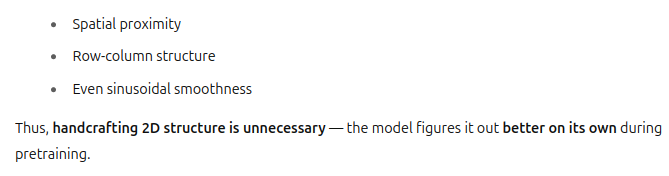 • Spatial proximity
• Row-column structure
• Even sinusoidal smoothness
Thus, handcrafting 2D structure is unnecessary — the model figures it out better on its own during
pretraining.